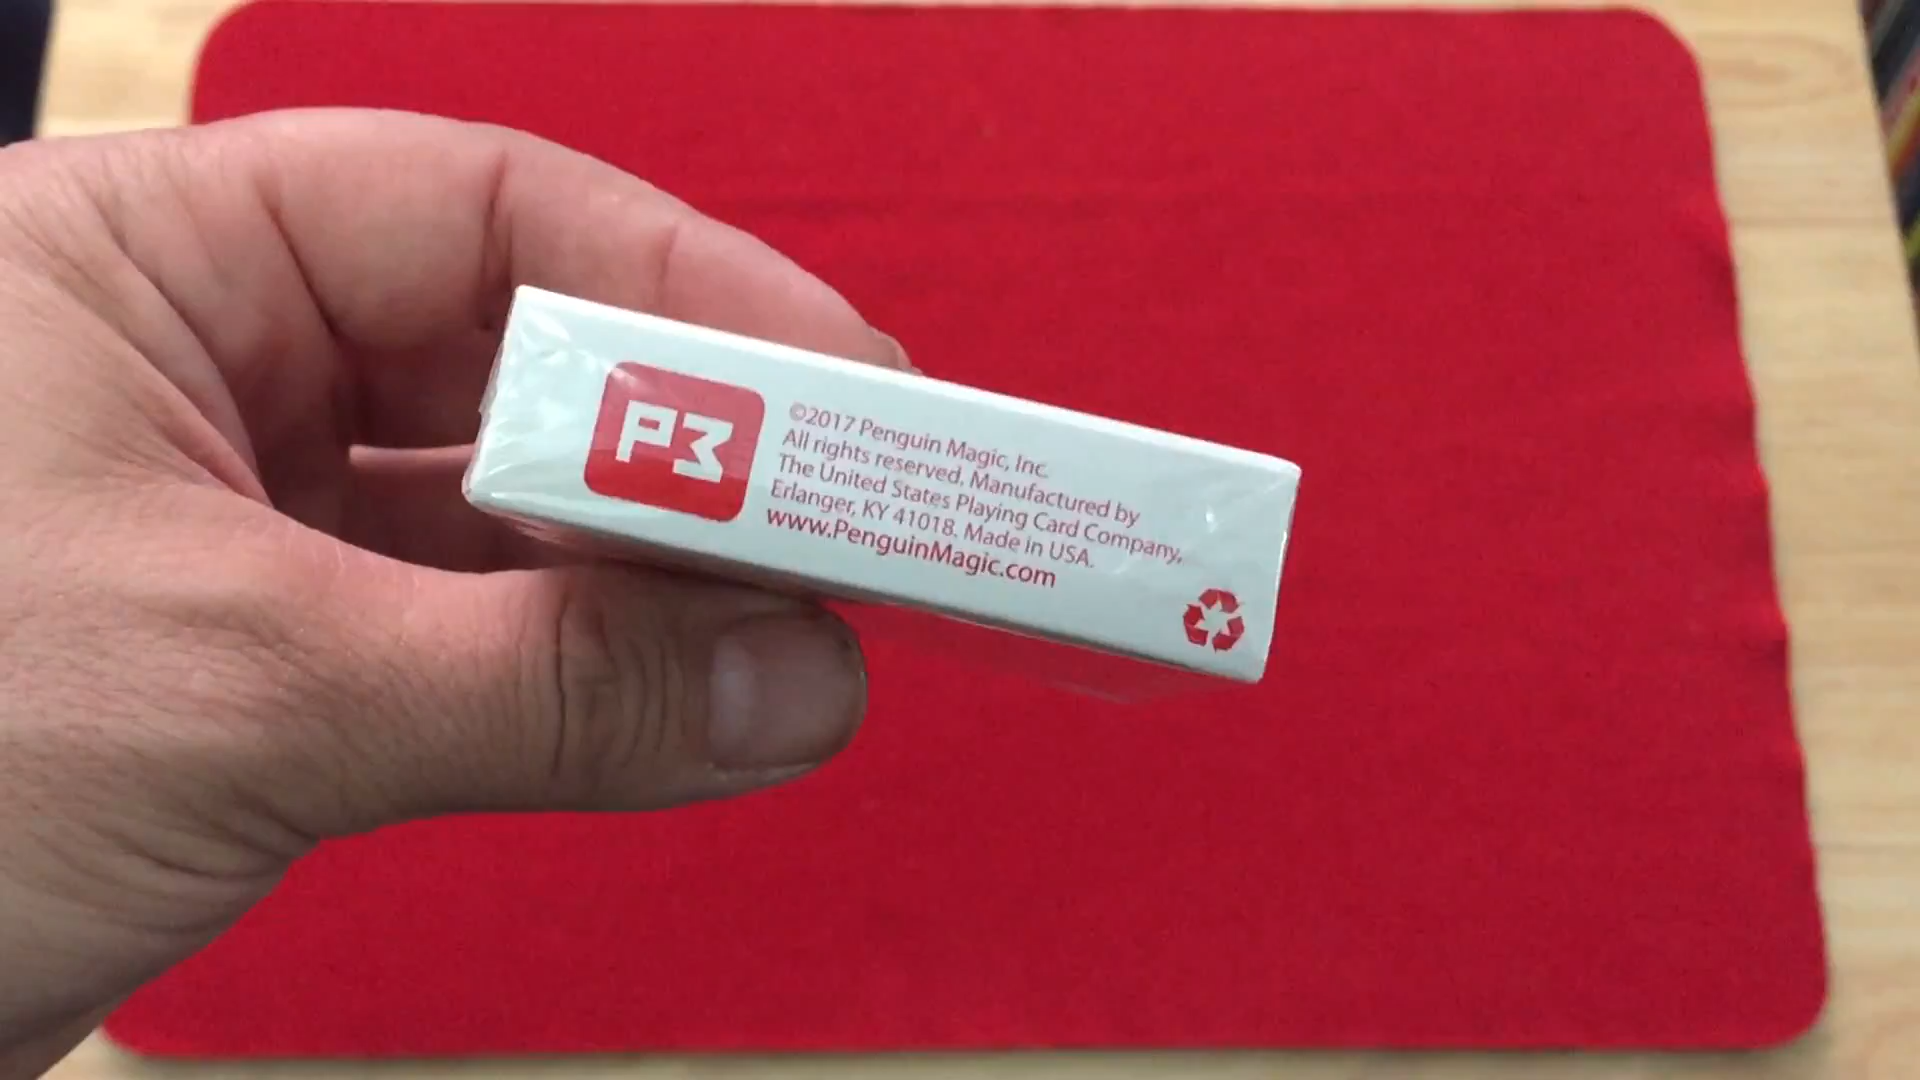 P3
©2017 Penguin Magic, Inc.
All rights reserved. Manufactured by
The United States Playing Card Company,
Erlanger, KY 41018. Made in USA.
www.PenguinMagic.com